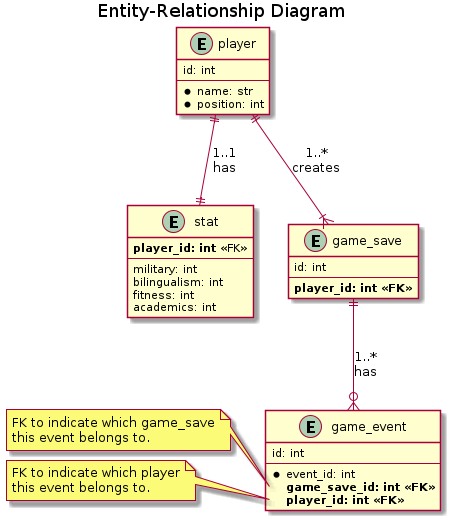 Entity-Relationship Diagram
E player
id: int
name: str
position: int
1..1
has
1..*
creates
E stat
player_id: int «FK»
military: int
bilingualism: int
fitness: int
academics: int
E game_save
id: int
player_id: int «FK»
1..*
has
E game_event
id: int
event_id: int
game_save_id: int «FK»
player_id: int «FK»
FK to indicate which game_save
this event belongs to.
FK to indicate which player
this event belongs to.